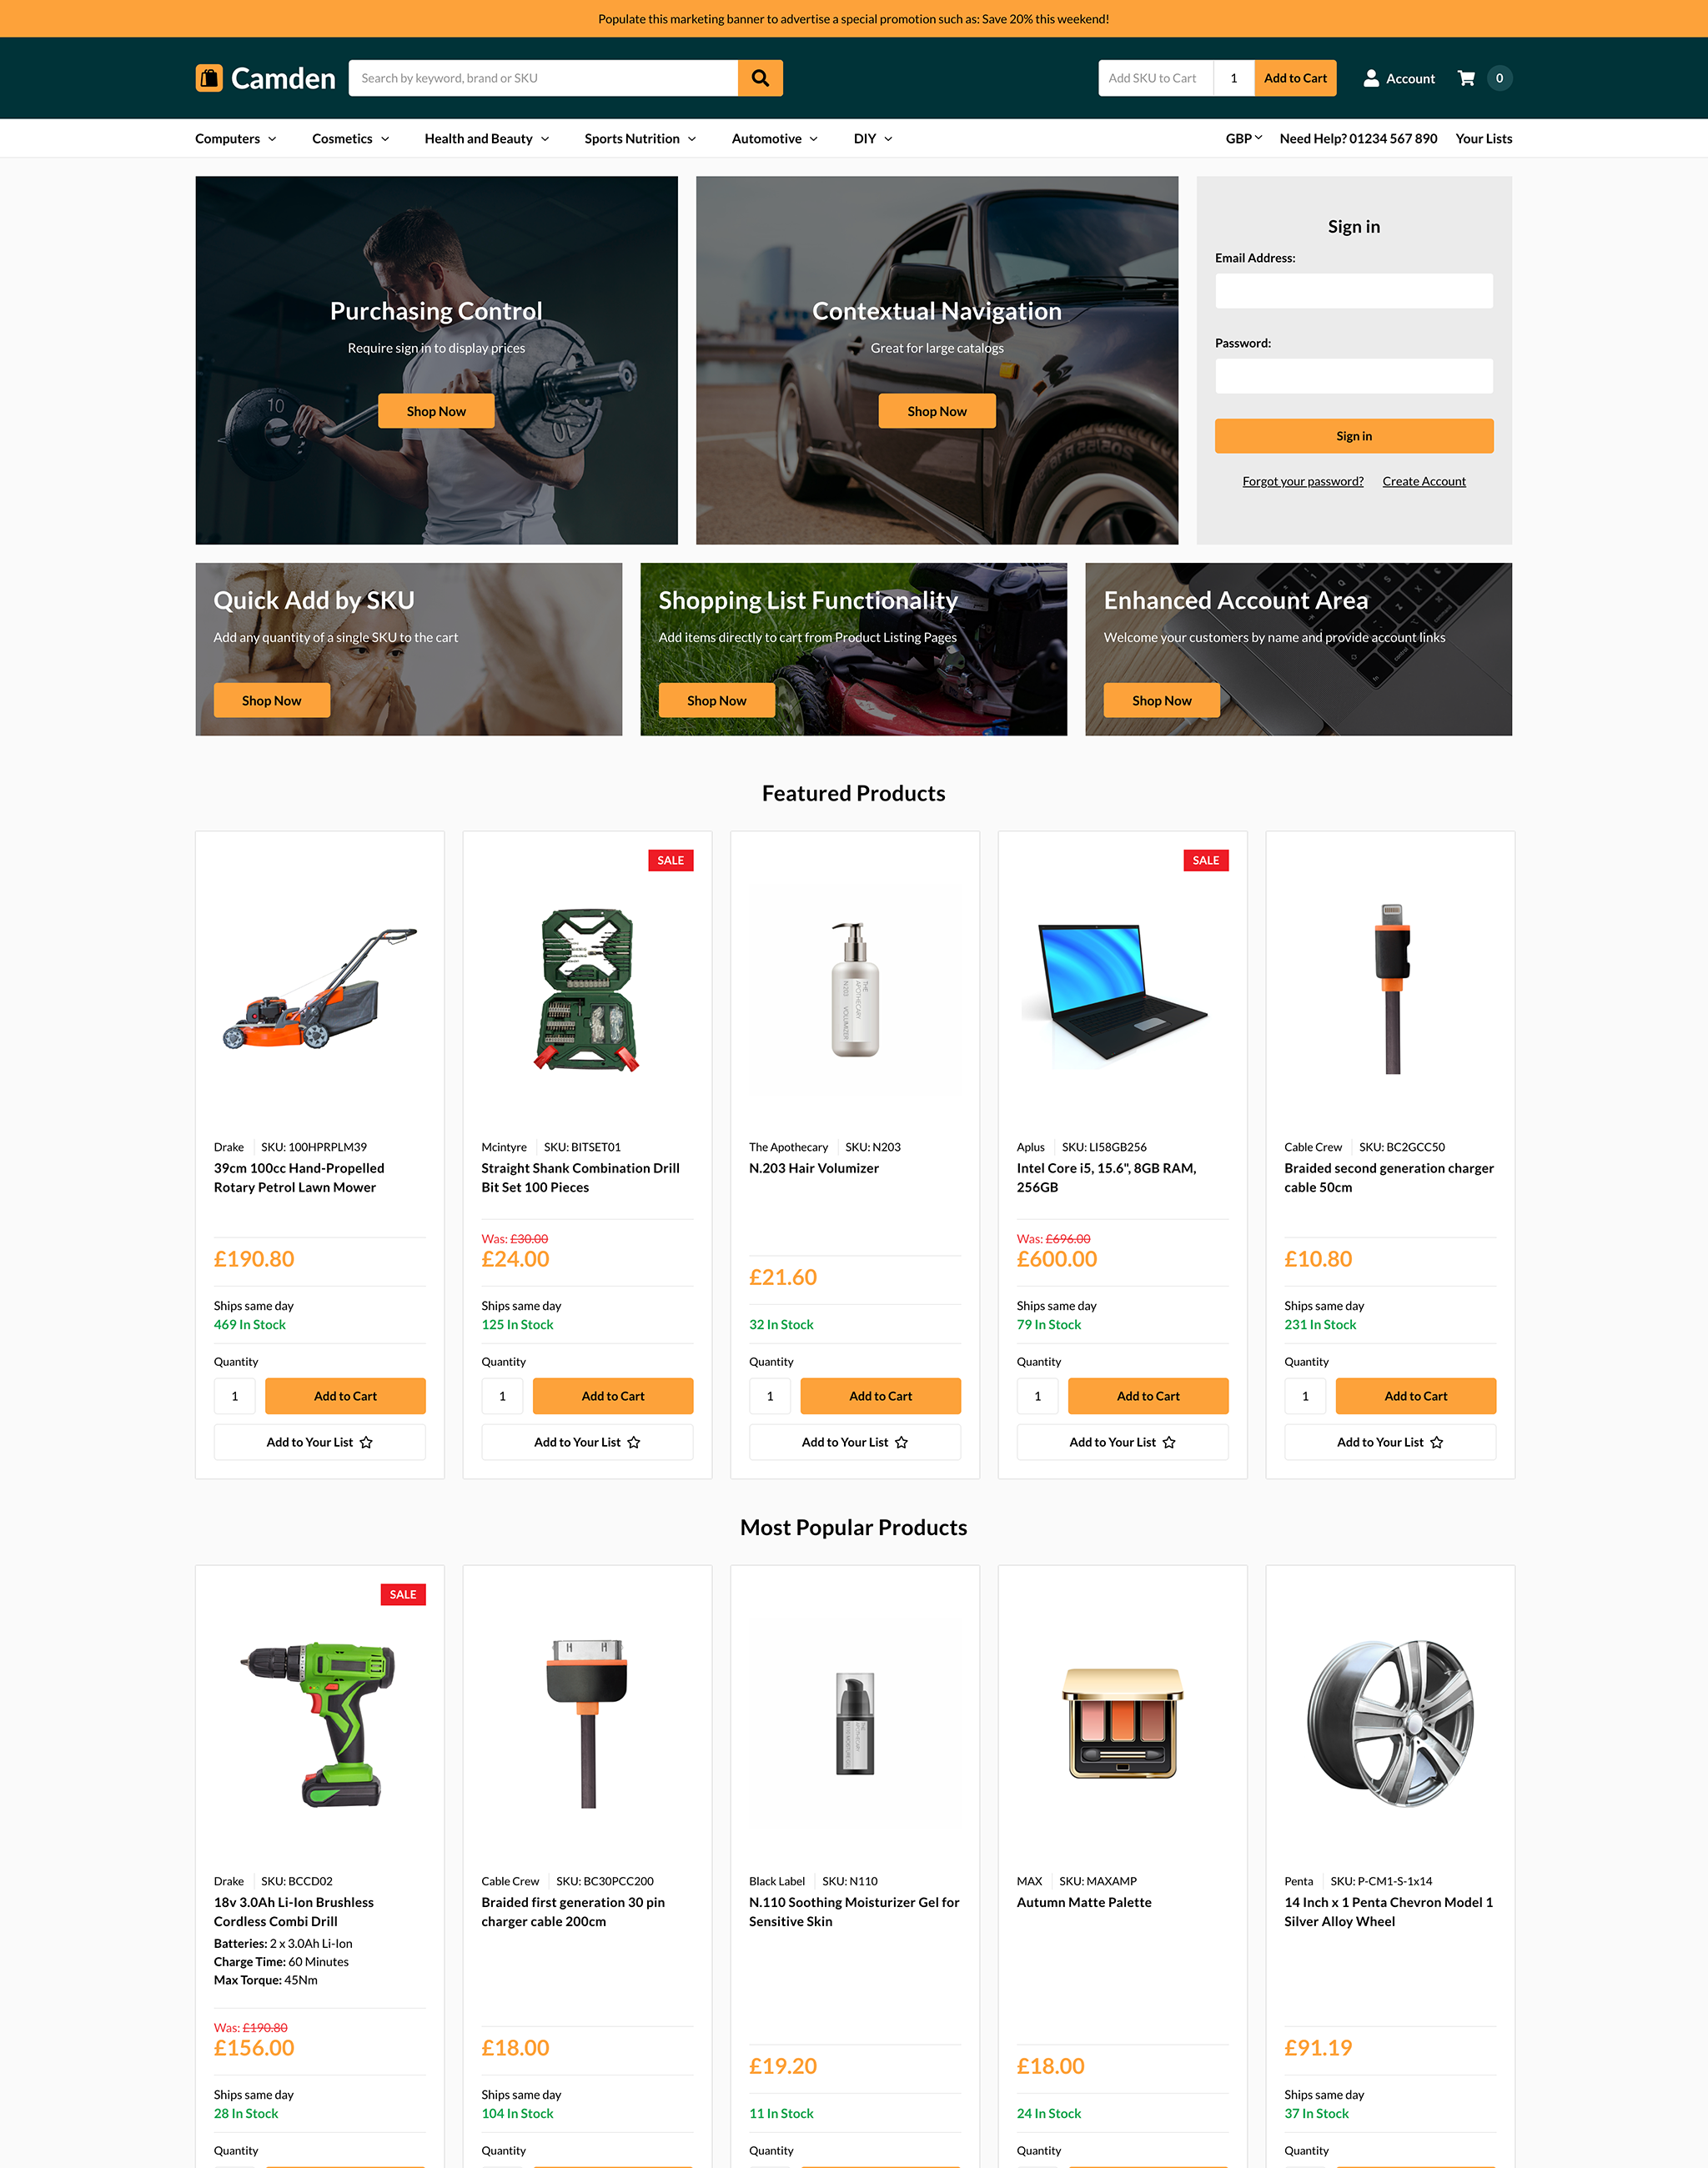 Populate this marketing banner to advertise a special promotion such as: Save 20% this weekend!
Camden
Search by keyword, brand or SKU
Add SKU to Cart
1
Add to Cart
Account
0
Computers
Cosmetics
Health and Beauty
Sports Nutrition
Automotive
DIY
GBP
Need Help? 01234 567 890
Your Lists
Purchasing Control
Require sign in to display prices
Shop Now
10
Contextual Navigation
Great for large catalogs
Shop Now
Sign in
Email Address:
Password:
Sign in
Forgot your password?
Create Account
Quick Add by SKU
Add any quantity of a single SKU to the cart
Shop Now
Shopping List Functionality
Add items directly to cart from Product Listing Pages
Shop Now
Enhanced Account Area
Welcome your customers by name and provide account links
Shop Now
Featured Products
Drake
SKU: 100HPRPLM39
39cm 100cc Hand-Propelled
Rotary Petrol Lawn Mower
£190.80
Ships same day
469 In Stock
Quantity
1
Add to Cart
Add to Your List
SALE
Mcintyre
SKU: BITSET01
Straight Shank Combination Drill
Bit Set 100 Pieces
Was: £30.00
£24.00
Ships same day
125 In Stock
Quantity
1
Add to Cart
Add to Your List
THE
APOTHECARY
N.203 VOLUMIZER
The Apothecary
SKU: N203
N.203 Hair Volumizer
£21.60
32 In Stock
Quantity
1
Add to Cart
Add to Your List
SALE
Aplus
SKU: LI58GB256
Intel Core i5, 15.6", 8GB RAM,
256GB
Was: £696.00
£600.00
Ships same day
79 In Stock
Quantity
1
Add to Cart
Add to Your List
Cable Crew
SKU: BC2GCC50
Braided second generation charger
cable 50cm
£10.80
Ships same day
231 In Stock
Quantity
1
Add to Cart
Add to Your List
Most Popular Products
SALE
Drake
SKU: BCCD02
18v 3.0Ah Li-Ion Brushless
Cordless Combi Drill
Batteries: 2 x 3.0Ah Li-Ion
Charge Time: 60 Minutes
Max Torque: 45Nm
Was: £190.80
£156.00
Ships same day
28 In Stock
Quantity
Cable Crew
SKU: BC30PCC200
Braided first generation 30 pin
charger cable 200cm
£18.00
Ships same day
104 In Stock
Quantity
Black Label
SKU: N110
N.110 Soothing Moisturizer Gel for
Sensitive Skin
£19.20
11 In Stock
Quantity
MAX
SKU: MAXAMP
Autumn Matte Palette
£18.00
24 In Stock
Quantity
Penta
SKU: P-CM1-S-1x14
14 Inch x 1 Penta Chevron Model 1
Silver Alloy Wheel
£91.19
Ships same day
37 In Stock
Quantity